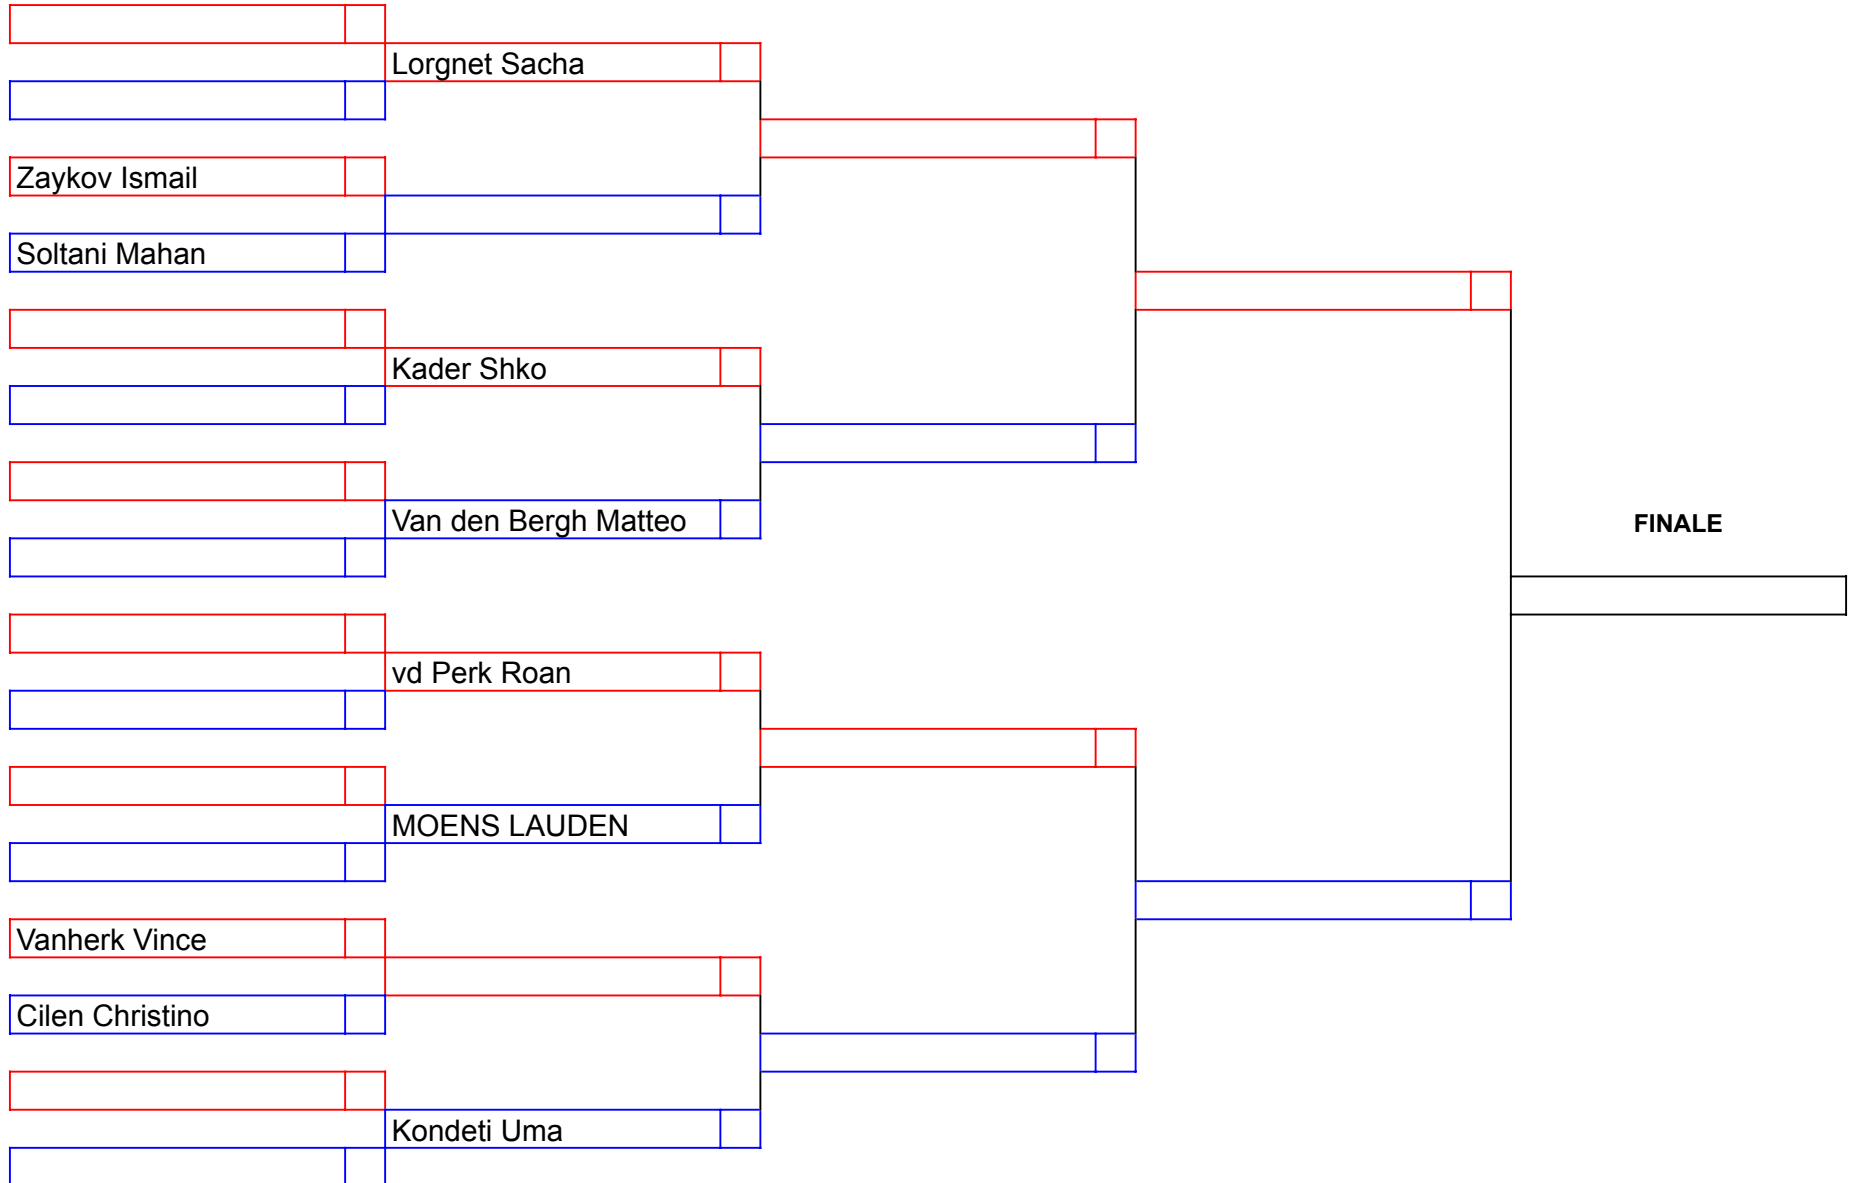 Lorgnet Sacha
Zaykov Ismail
Soltani Mahan
Kader Shko
Van den Bergh Matteo
FINALE
vd Perk Roan
MOENS LAUDEN
Vanherk Vince
Cilen Christino
Kondeti Uma